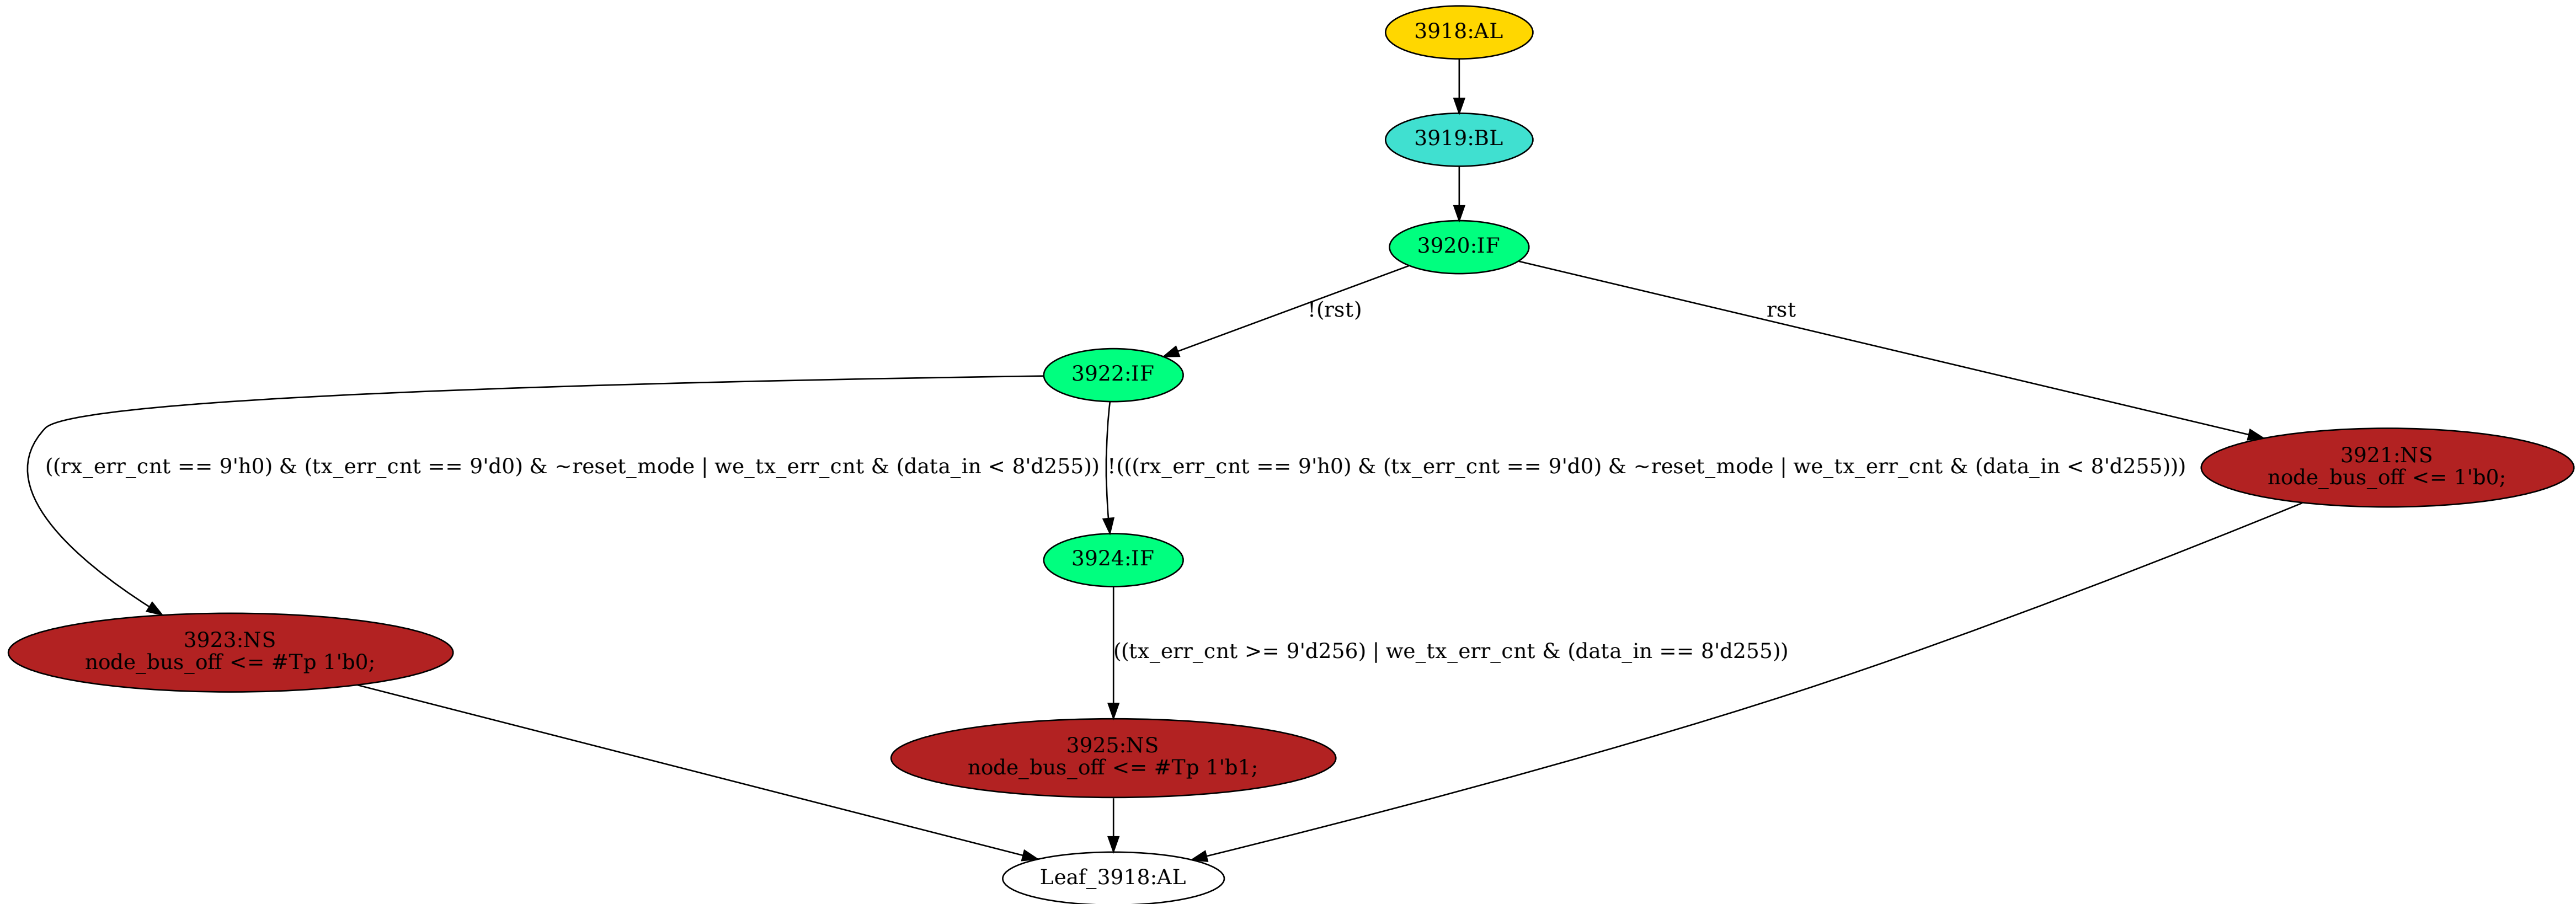 3918:AL
3919:BL
3920:IF
!(rst)
rst
3922:IF
((rx_err_cnt == 9'h0) & (tx_err_cnt == 9'd0) & ~reset_mode | we_tx_err_cnt & (data_in < 8'd255))
!(((rx_err_cnt == 9'h0) & (tx_err_cnt == 9'd0) & ~reset_mode | we_tx_err_cnt & (data_in < 8'd255)))
3921:NS
node_bus_off <= 1'b0;
3924:IF
3923:NS
node_bus_off <= #Tp 1'b0;
((tx_err_cnt >= 9'd256) | we_tx_err_cnt & (data_in == 8'd255))
3925:NS
node_bus_off <= #Tp 1'b1;
Leaf_3918:AL